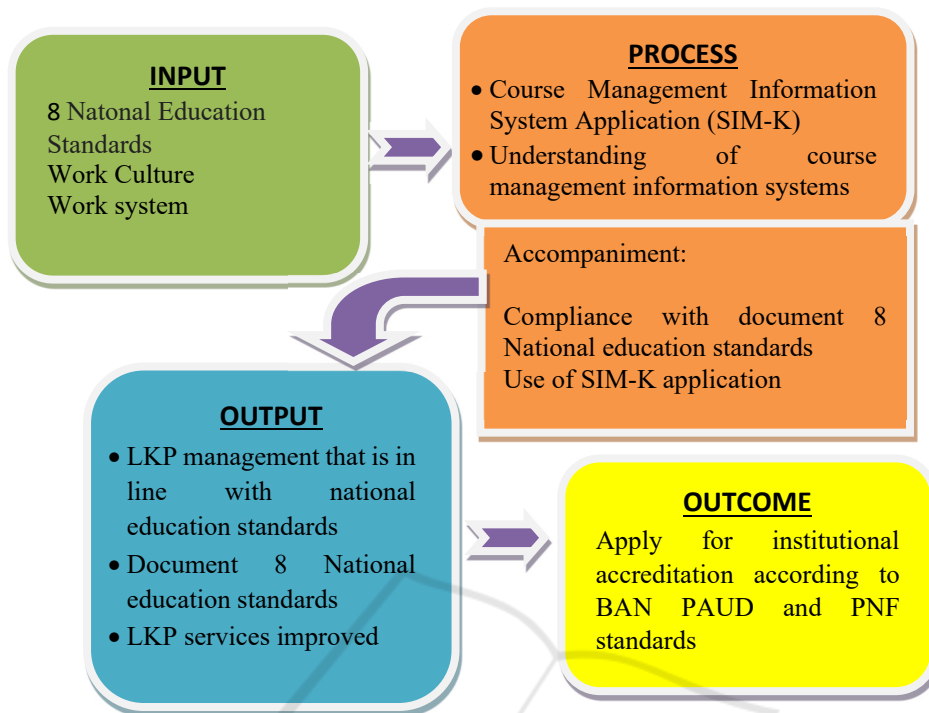 INPUT
8 Natonal Education
Standards
Work Culture
Work system
PROCESS
• Course Management Information
System Application (SIM-K)
• Understanding of course
management information systems
Accompaniment:
Compliance with document 8
National education standards
Use of SIM-K application
OUTPUT
• LKP management that is in
line with national
education standards
• Document 8 National
education standards
• LKP services improved
OUTCOME
Apply for institutional
accreditation according to
BAN PAUD and PNF
standards